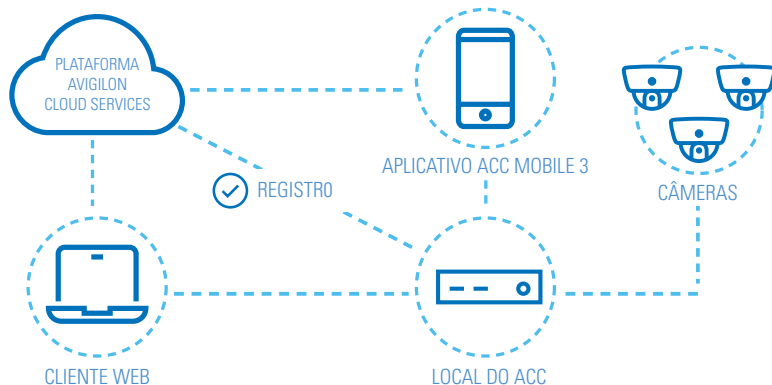 PLATAFORMA
AVIGILON
CLOUD SERVICES
APLICATIVO ACC MOBILE 3
CÂMERAS
REGISTRO
CLIENTE WEB
LOCAL DO ACC